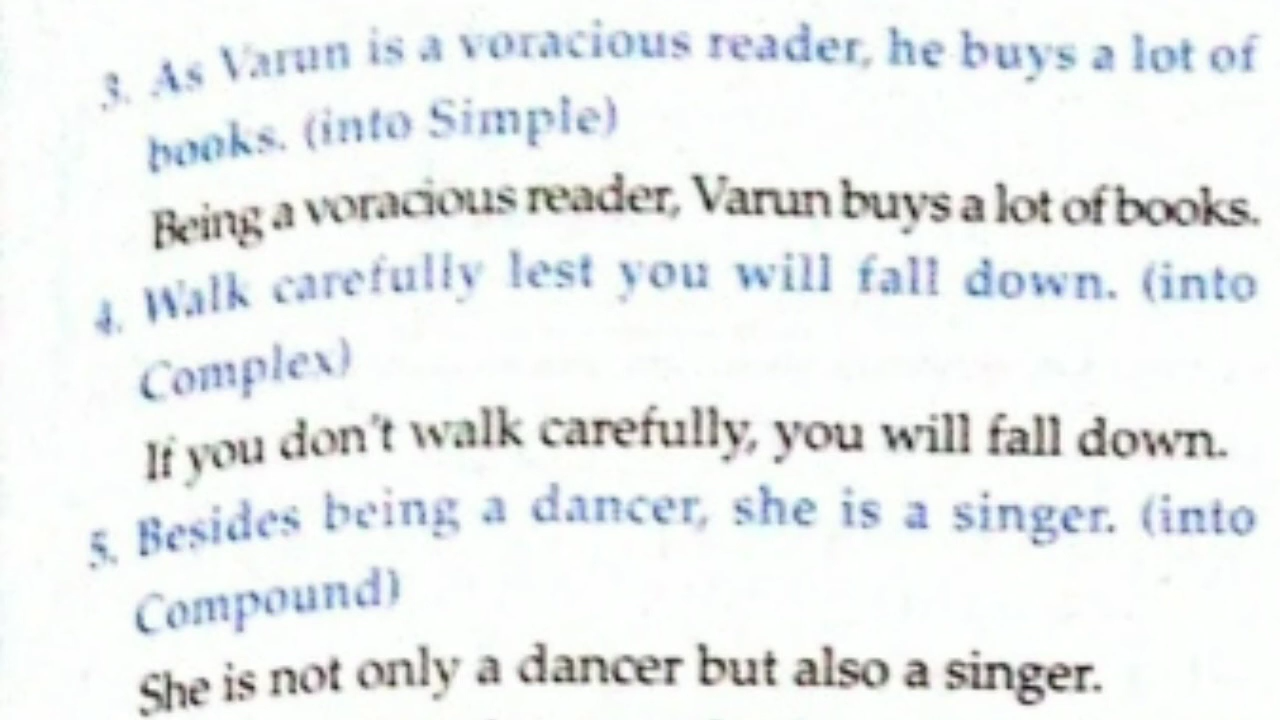 3. As Varun is a voracious reader, he buys a lot of
books. (into Simple)
Being a voracious reader, Varun buys a lot of books.
4. Walk carefully lest you will fall down. (into
Complex)
If you don't walk carefully, you will fall down.
5. Besides being a dancer, she is a singer. (into
Compound)
She is not only a dancer but also a singer.